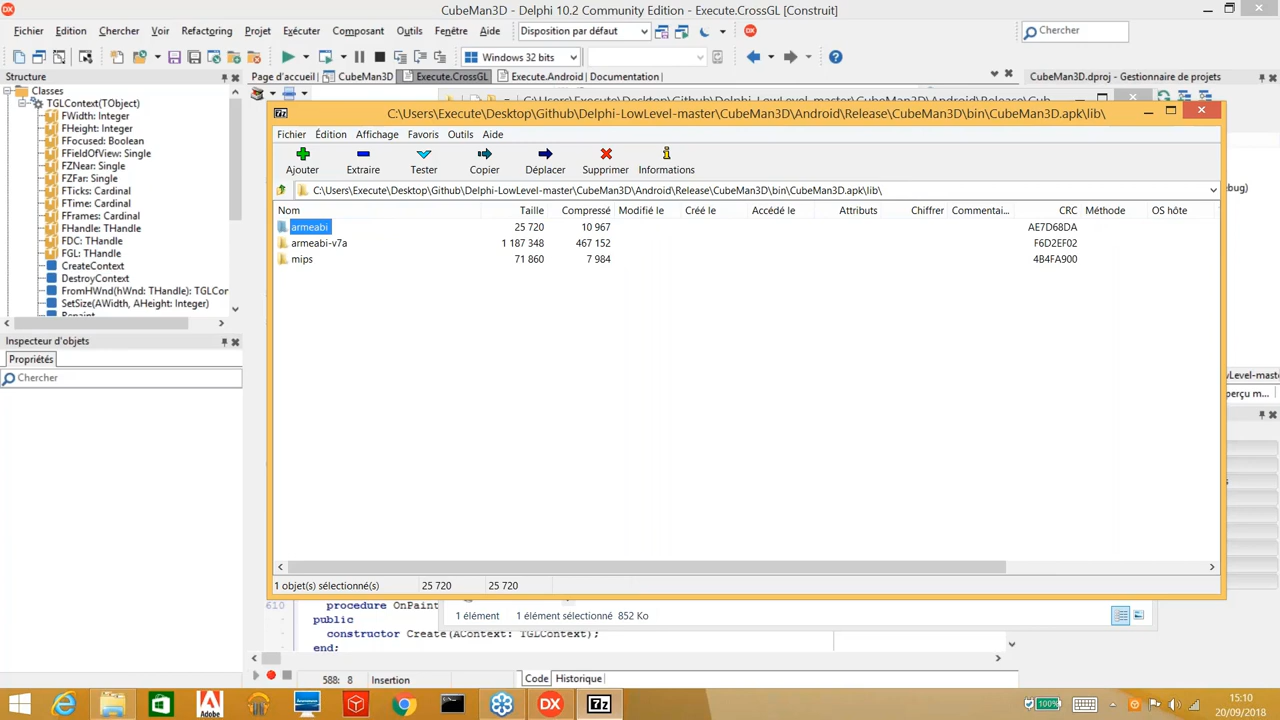 CubeMan3D - Delphi 10.2 Community Edition - Execute.CrossGL [Construit]
Fichier Edition Chercher Voir Refactoring Projet Exécuter Composant Outils Fenêtre Aide Disposition par défaut
Chercher
Windows 32 bits
Structure
Page d'accueil CubeMan3D Execute.CrossGL Execute.Android Documentation
CubeMan3D.dproj - Gestionnaire de projets
Classes
TGLContext(TObject)
FWidth: Integer
FHeight: Integer
FFocused: Boolean
FFieldOfView: Single
FZNear: Single
FZFar: Single
FTicks: Cardinal
FTime: Cardinal
FFrames: Cardinal
FHandle: THandle
FDC: THandle
FGL: THandle
CreateContext
DestroyContext
FromHWnd(hWnd: THandle): TGLCor
SetSize(AWidth, AHeight: Integer)
Inspecteur d'objets
Propriétés
Chercher
C:\Users\Execute\Desktop\Github\Delphi-LowLevel-master\CubeMan3D\Android\Release\CubeMan3D\bin\CubeMan3D.apk\lib\
Fichier Édition Affichage Favoris Outils Aide
Ajouter Extraire Tester Copier Déplacer Supprimer Informations
C:\Users\Execute\Desktop\Github\Delphi-LowLevel-master\CubeMan3D\Android\Release\CubeMan3D\bin\CubeMan3D.apk\lib\
Nom Taille Compressé Modifié le Créé le Accédé le Attributs Chiffrer Commentai... CRC Méthode OS hôte
armeabi 25 720 10 967 AE7D68DA
armeabi-v7a 1 187 348 467 152 F6D2EF02
mips 71 860 7 984 4B4FA900
1 objet(s) sélectionné(s) 25 720 25 720
bug)
wLevel-master
perçu m...
610 procedure OnPaint
public
constructor Create(AContext: TGLContext);
end;
1 élément 1 élément sélectionné 852 Ko
588: 8 Insertion Code Historique
Adobe
DX
7z
100%
15:10
20/09/2018